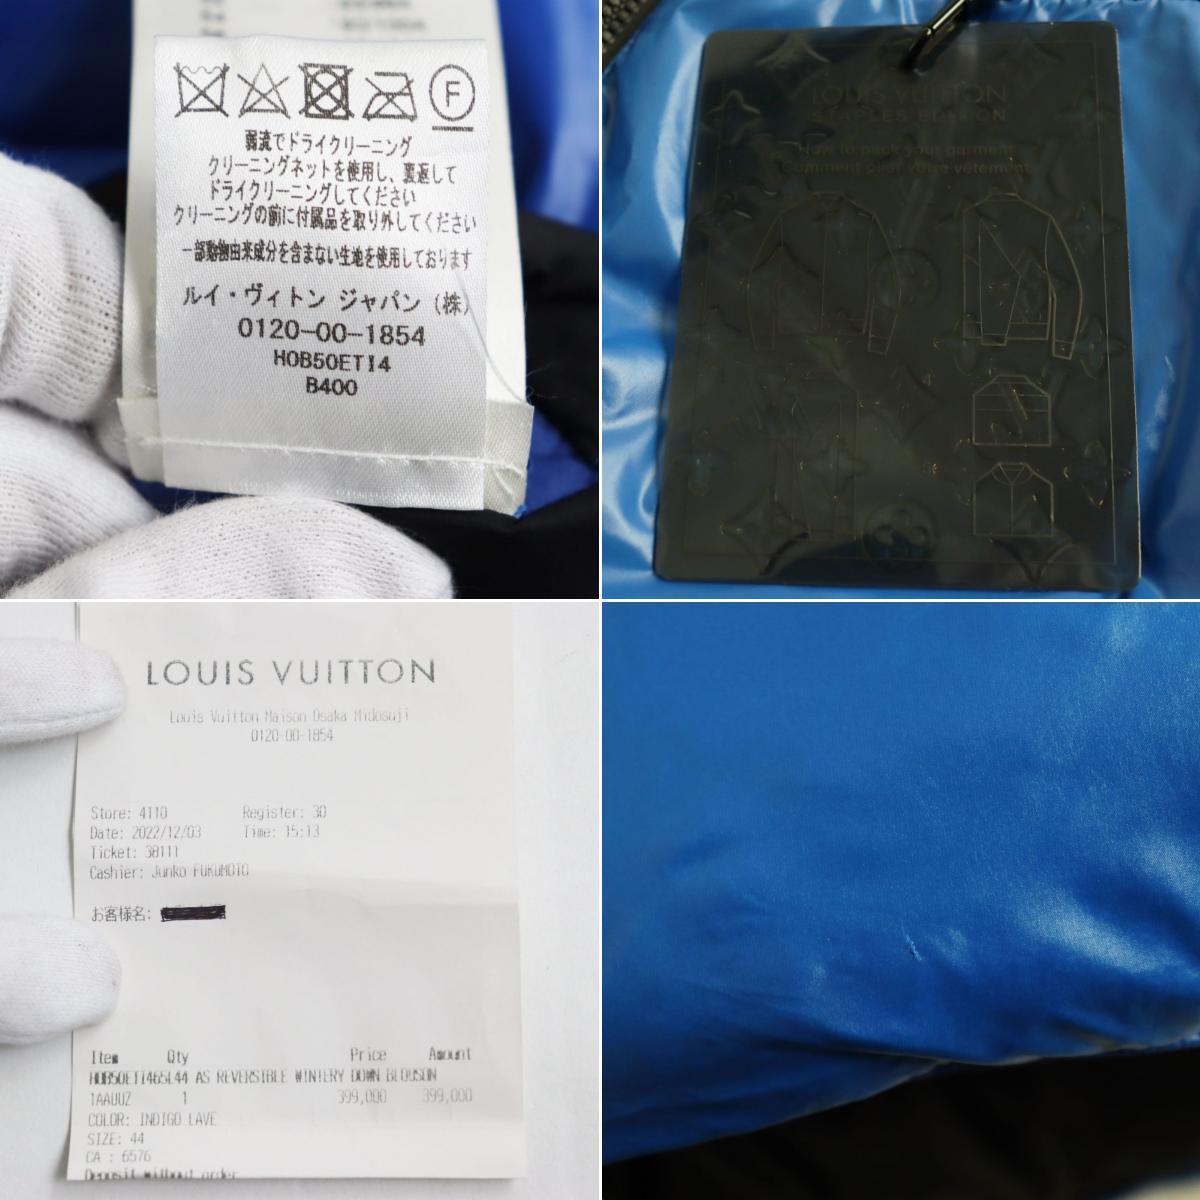 F
弱流でドライクリーニング
クリーニングネットを使用し、裏返して
ドライクリーニングしてください
クリーニングの前に付属品を取り外してください
一部動物由来成分を含まない生地を使用しております
ルイ・ヴィトン ジャパン (株)
0120-00-1854
H0B50ETI4
B400
LOUIS VUITTON
STAPLES EDITION
How to pack your garment
Comment plier votre vêtement
LOUIS VUITTON
Louis Vuitton Maison Osaka Midosuji
0120-00-1854
Store: 4110 Register: 30
Date: 2022/12/03 Time: 15:13
Ticket: 38111
Cashier: Junko FUKUMOTO
お客様名:
Item Qty Price Amount
HOB50ETI465L44 AS REVERSIBLE WINTERY DOWN BLOUSON
1AAUUZ 1 399,000 399,000
COLOR: INDIGO LAVE
SIZE: 44
CA : 6576
Deposit without order